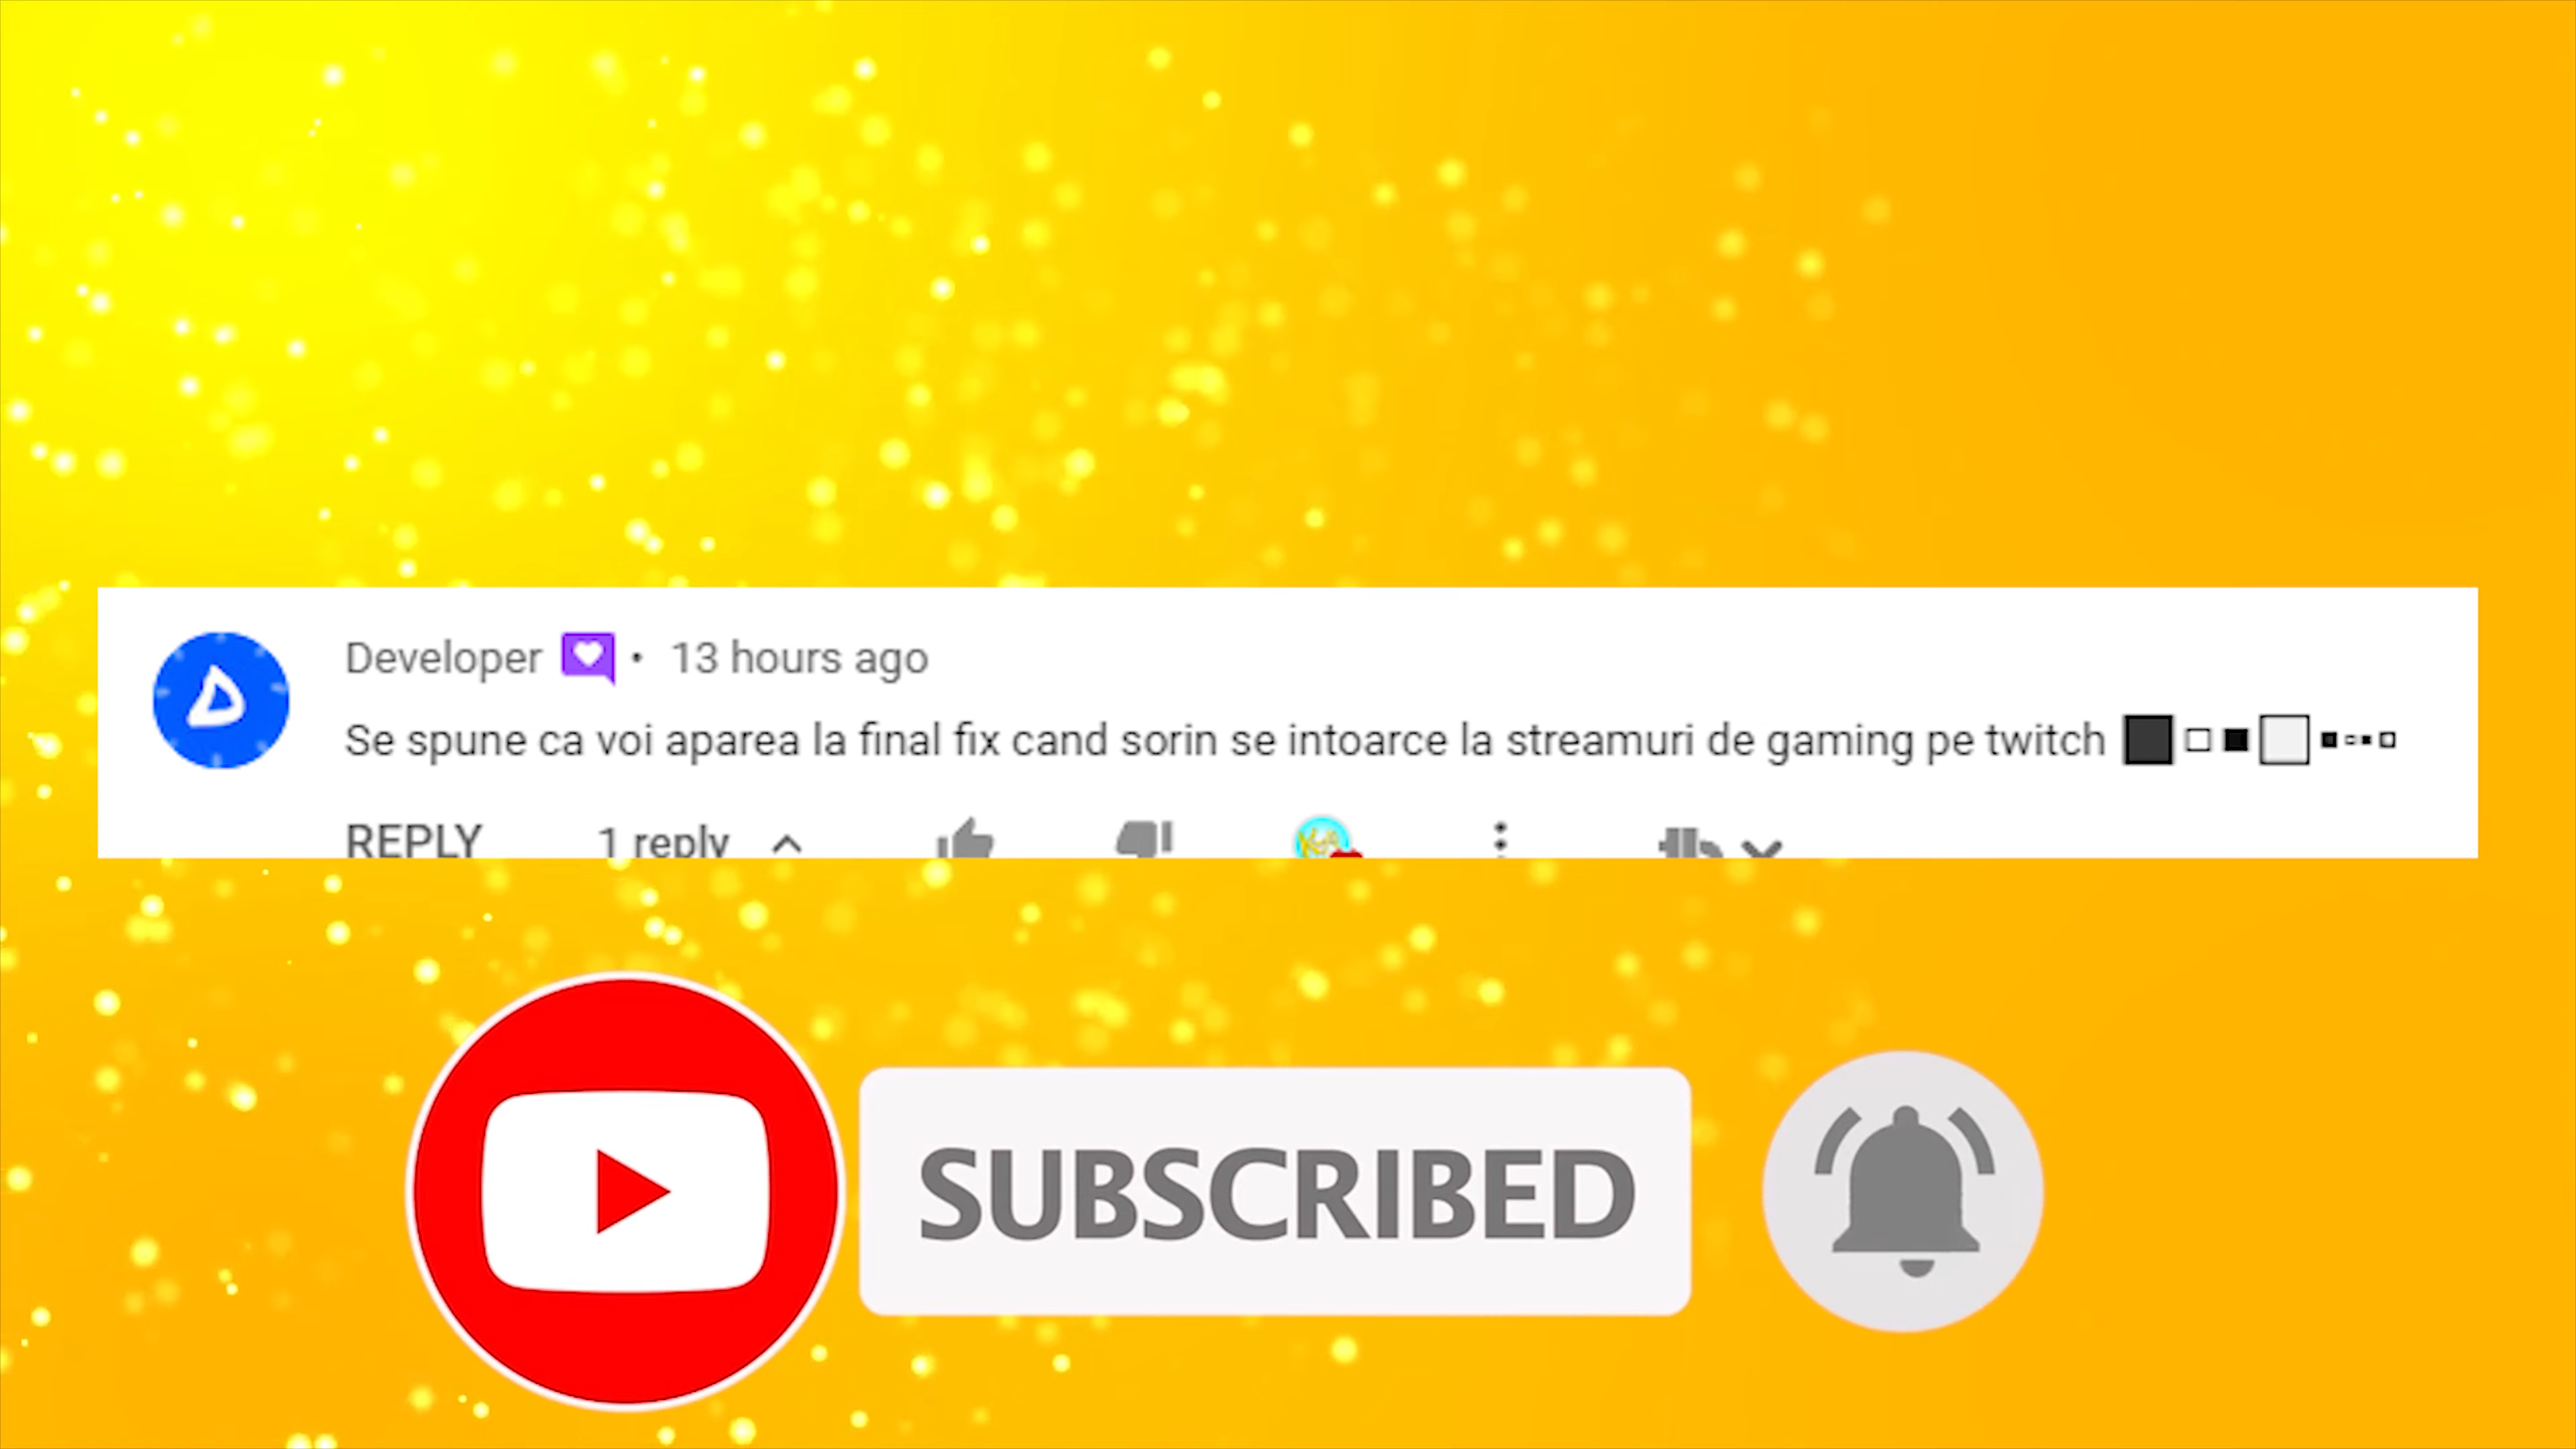 Developer • 13 hours ago
Se spune ca voi aparea la final fix cand sorin se intoarce la streamuri de gaming pe twitch ⬛▫▪⬜▪▫▪▫
REPLY 1 reply
SUBSCRIBED